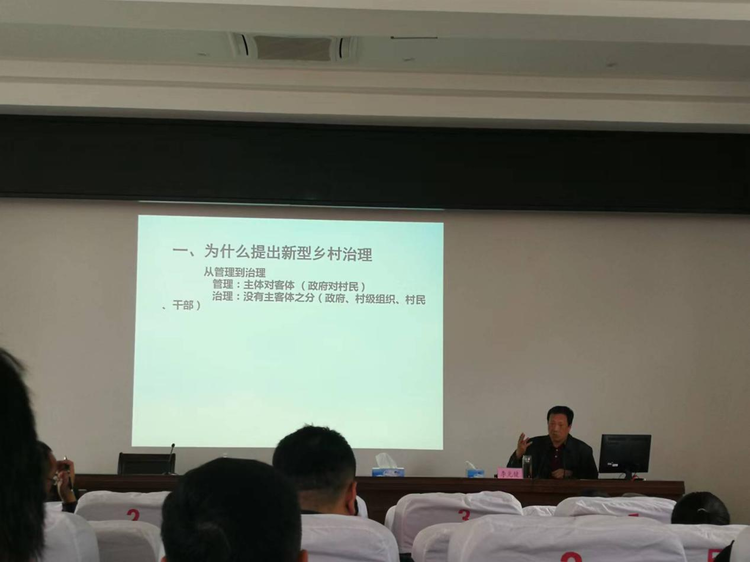 一、为什么提出新型乡村治理
从管理到治理
管理：主体对客体（政府对村民）
治理：没有主客体之分（政府、村级组织、村民
、干部）
2
3